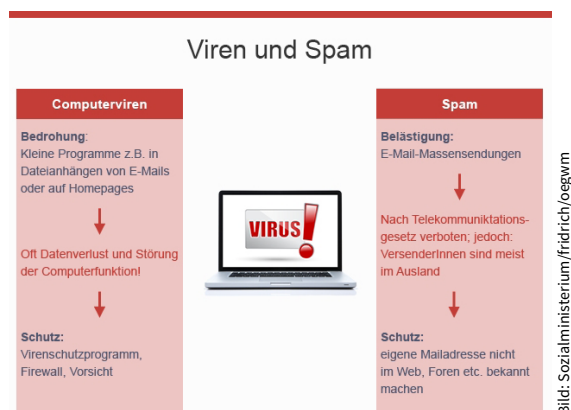 Viren und Spam
Computerviren
Bedrohung:
Kleine Programme z.B. in
Dateianhängen von E-Mails
oder auf Homepages
Oft Datenverlust und Störung
der Computerfunktion!
Schutz:
Virenschutzprogramm,
Firewall, Vorsicht
VIRUS!
Spam
Belästigung:
E-Mail-Massensendungen
Nach Telekommuniktations-
gesetz verboten; jedoch:
VersenderInnen sind meist
im Ausland
Schutz:
eigene Mailadresse nicht
im Web, Foren etc. bekannt
machen
Bild: Sozialministerium/fridrich/oegwm